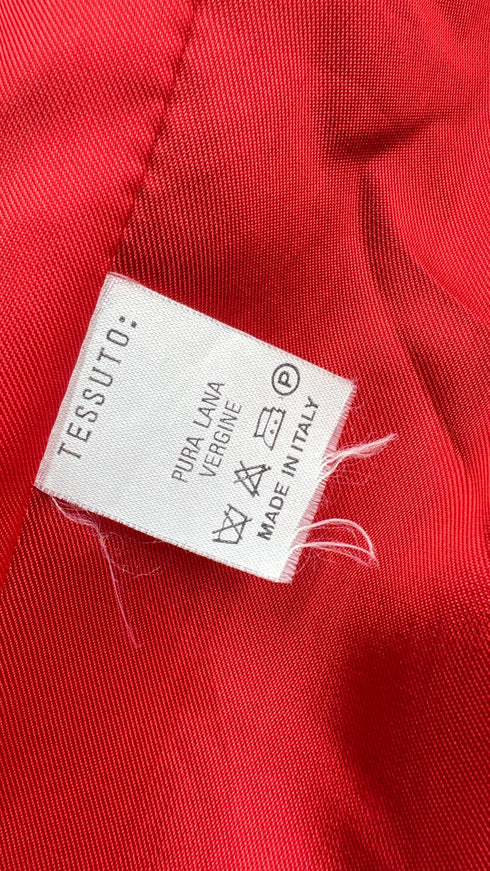 TESSUTO:
PURA LANA
VERGINE
P
MADE IN ITALY